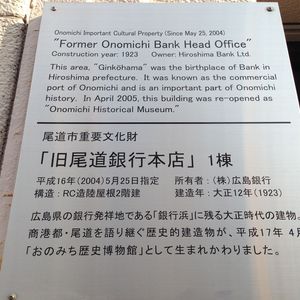 Onomichi Important Cultural Property (Since May 25, 2004)
"Former Onomichi Bank Head Office"
Construction year: 1923 Owner: Hiroshima Bank Ltd.
This area, "Ginkōhama" was the birthplace of Bank in
Hiroshima prefecture. It was known as the commercial
port of Onomichi and is an important part of Onomichi
history. In April 2005, this building was re-opened as
"Onomichi Historical Museum."
尾道市重要文化財
「旧尾道銀行本店」1棟
平成16年(2004)5月25日指定 所有者:(株)広島銀行
構造:RC造陸屋根2階建 建造年:大正12年(1923)
広島県の銀行発祥地である「銀行浜」に残る大正時代の建物。
商港都・尾道を語り継ぐ歴史的建造物が、平成17年4月
「おのみち歴史博物館」として生まれかわりました。